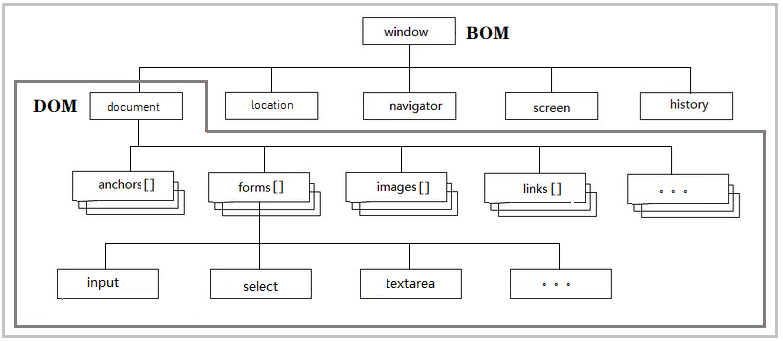 window BOM
DOM document location navigator screen history
anchors[] forms[] images[] links[] 。。。
input select textarea 。。。